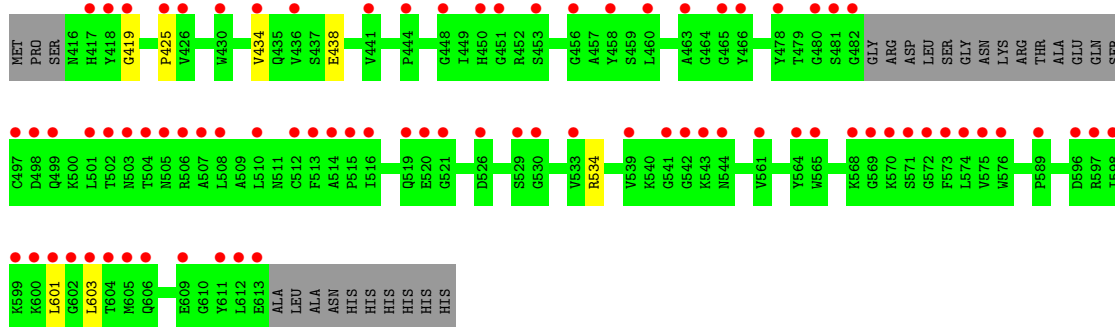 MET PRO SER N416 H417 Y418 G419 P425 V426 W430 V434 Q435 V436 S437 E438 V441 P444 G448 I449 H450 G451 R452 S453 G456 A457 Y458 S459 L460 A463 G464 G465 Y466 Y478 T479 G480 S481 G482 GLY ARG ASP LEU SER GLY ASN LYS ARG THR ALA GLU GLN SER
C497 D498 Q499 K500 L501 T502 N503 T504 N505 R506 A507 L508 A509 L510 N511 C512 F513 A514 P515 I516 Q519 E520 G521 D526 S529 G530 V533 R534 V539 K540 G541 G542 K543 N544 V561 Y564 W565 K568 G569 K570 S571 G572 F573 L574 V575 W576 P589 D596 R597 I598
K599 K600 L601 G602 L603 T604 M605 Q606 E609 G610 Y611 L612 E613 ALA LEU ALA ASN HIS HIS HIS HIS HIS HIS